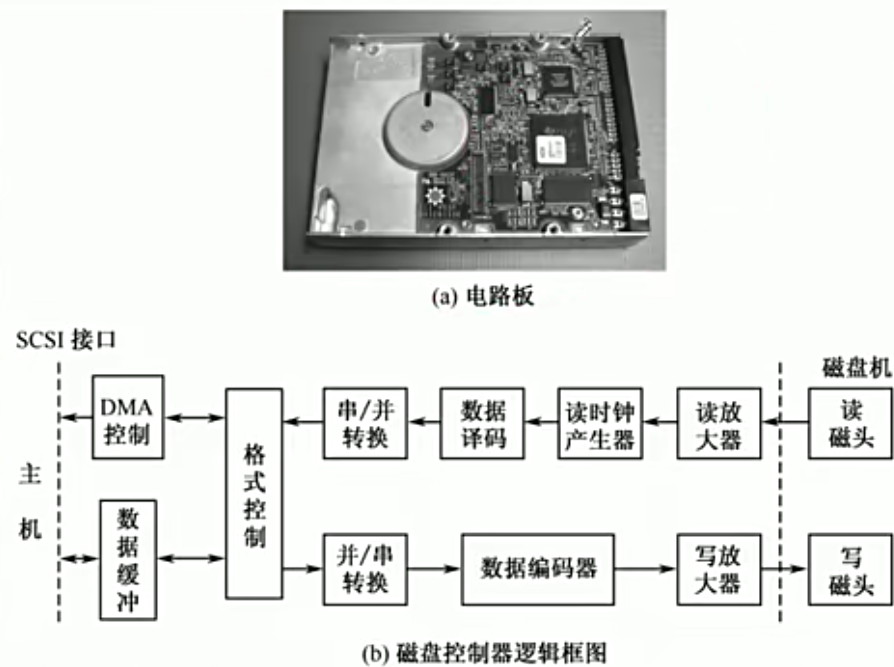 (a) 电路板
SCSI 接口
磁盘机
主机
DMA
控制
数据缓冲
格式控制
串/并
转换
数据
译码
读时钟
产生器
读放
大器
读
磁头
并/串
转换
数据编码器
写放
大器
写
磁头
(b) 磁盘控制器逻辑框图